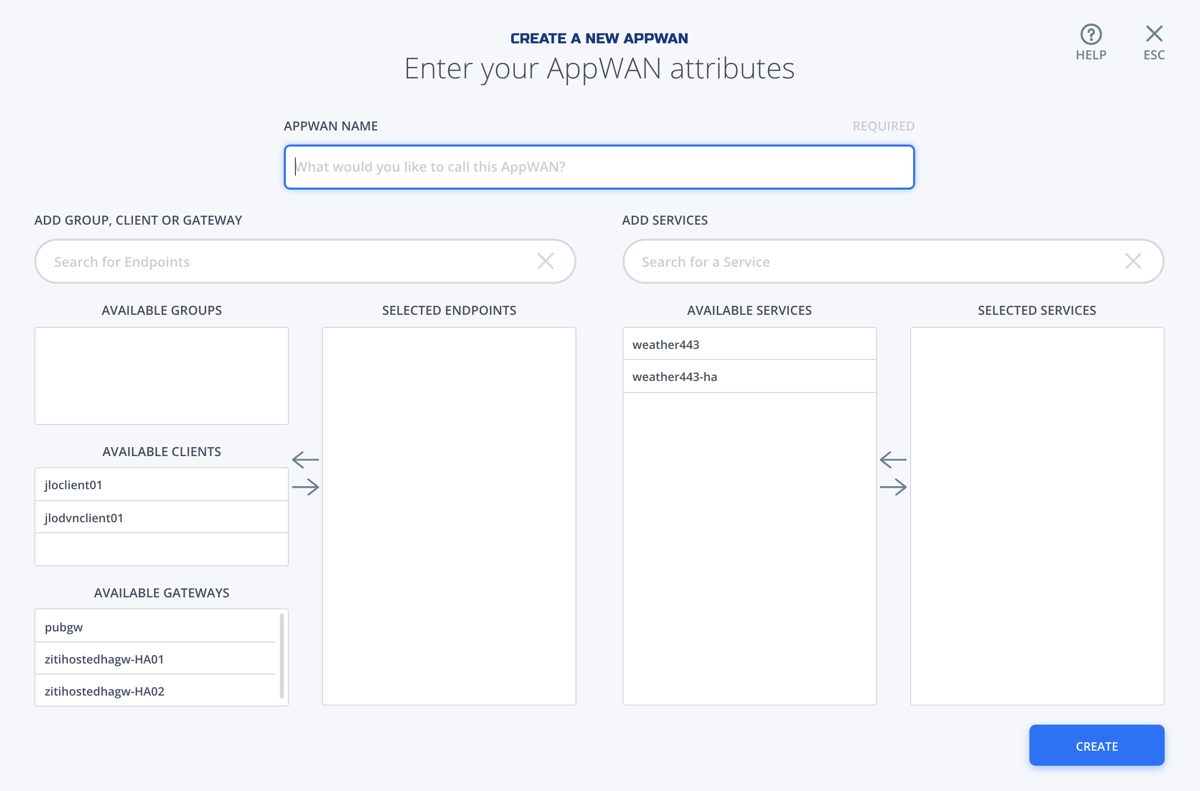 CREATE A NEW APPWAN
Enter your AppWAN attributes
HELP
ESC
APPWAN NAME
REQUIRED
What would you like to call this AppWAN?
ADD GROUP, CLIENT OR GATEWAY
Search for Endpoints
AVAILABLE GROUPS
SELECTED ENDPOINTS
AVAILABLE CLIENTS
jloclient01
jlodvnclient01
AVAILABLE GATEWAYS
pubgw
zitihostedhagw-HA01
zitihostedhagw-HA02
ADD SERVICES
Search for a Service
AVAILABLE SERVICES
SELECTED SERVICES
weather443
weather443-ha
CREATE